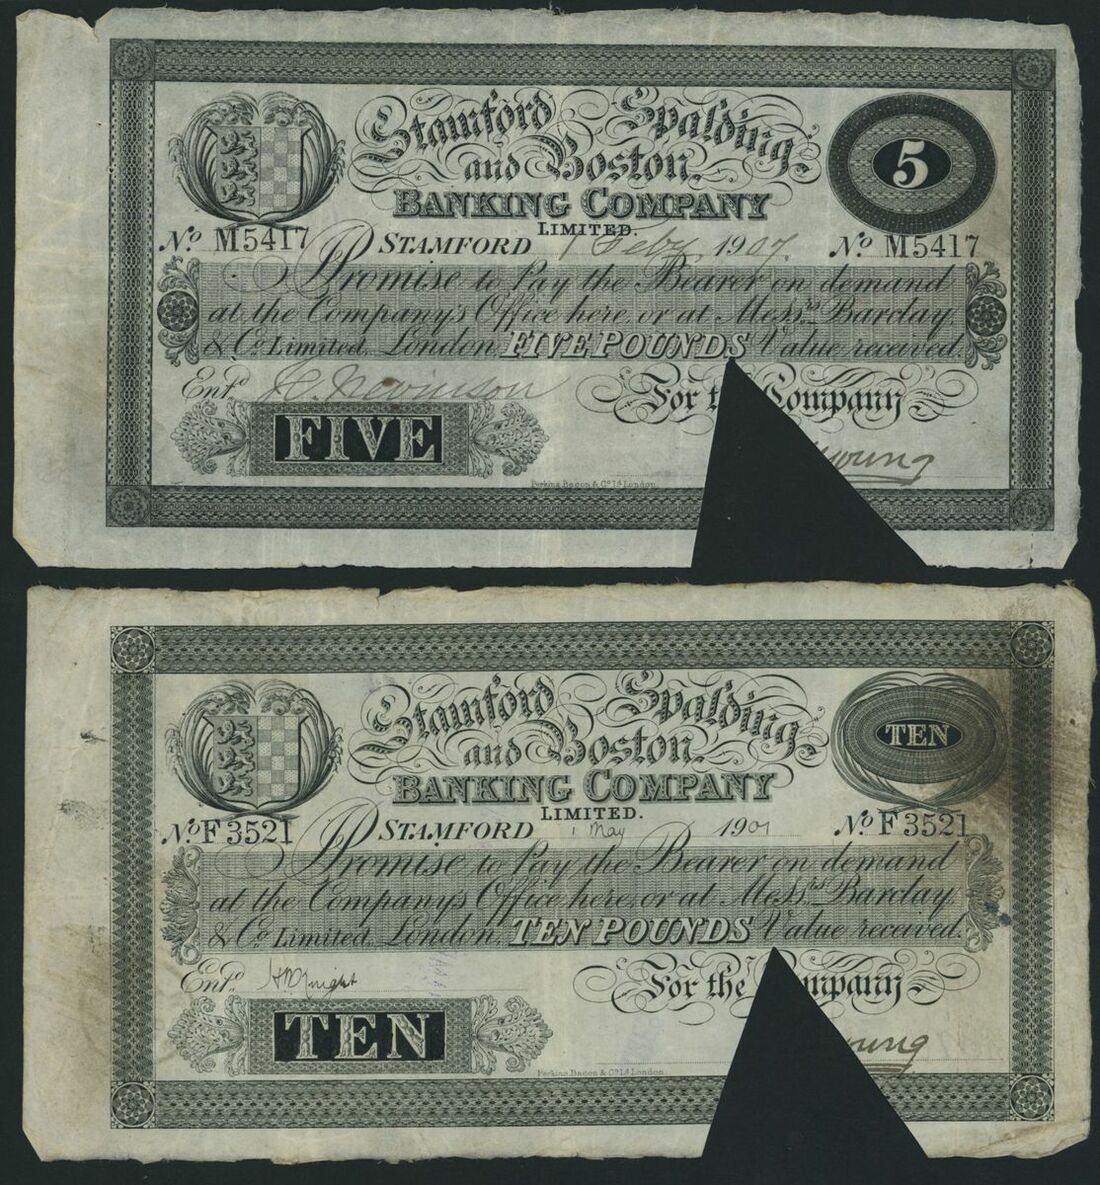 Stamford Spalding
and Boston
BANKING COMPANY
LIMITED.
5
No M5417 STAMFORD 1 Feby 1907. No M5417
I Promise to Pay the Bearer on demand
at the Company's Office here, or at Messrs Barclay,
& Co Limited, London, FIVE POUNDS Value received.
Entd
For t Company
FIVE
young
Perkins, Bacon & Co Ld London.
Stamford Spalding
and Boston
BANKING COMPANY
LIMITED.
TEN
No F3521 STAMFORD 1 May 1907 No F3521
I Promise to Pay the Bearer on demand
at the Company's Office here, or at Messrs Barclay,
& Co Limited, London, TEN POUNDS Value received.
Entd Knight
For the mpany
TEN
oung
Perkins, Bacon & Co Ld London.